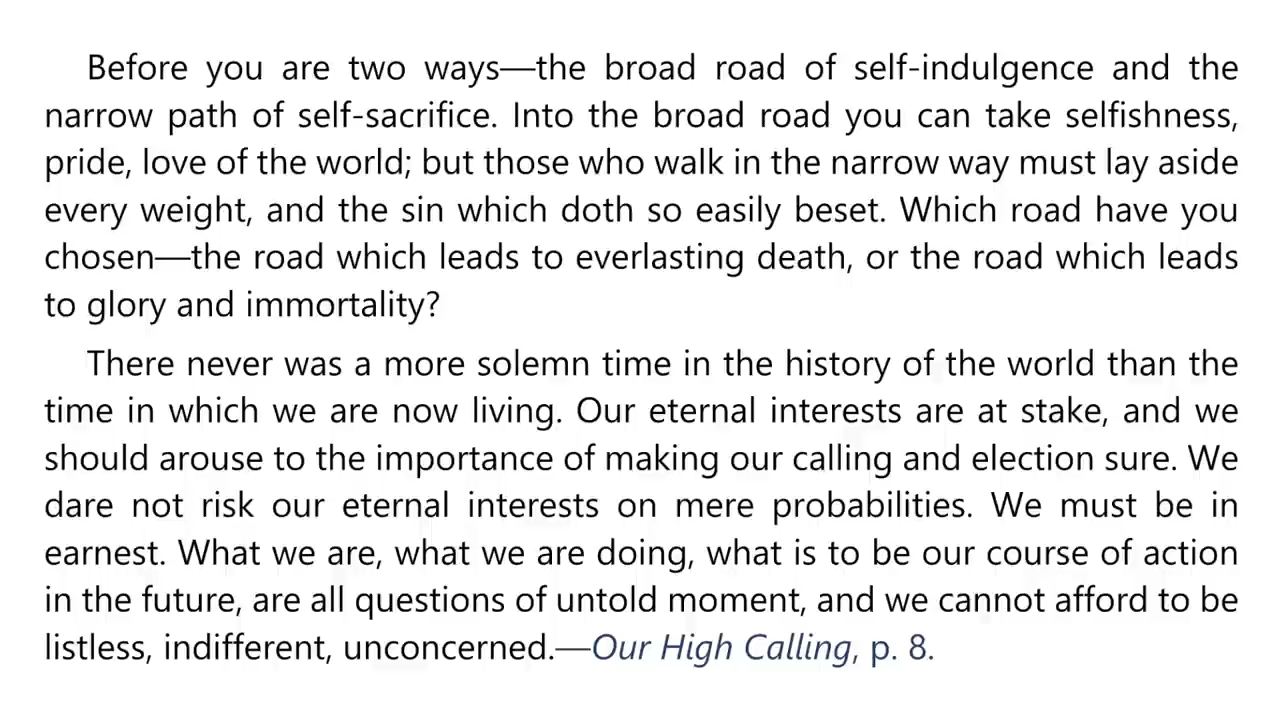 Before you are two ways—the broad road of self-indulgence and the
narrow path of self-sacrifice. Into the broad road you can take selfishness,
pride, love of the world; but those who walk in the narrow way must lay aside
every weight, and the sin which doth so easily beset. Which road have you
chosen—the road which leads to everlasting death, or the road which leads
to glory and immortality?
There never was a more solemn time in the history of the world than the
time in which we are now living. Our eternal interests are at stake, and we
should arouse to the importance of making our calling and election sure. We
dare not risk our eternal interests on mere probabilities. We must be in
earnest. What we are, what we are doing, what is to be our course of action
in the future, are all questions of untold moment, and we cannot afford to be
listless, indifferent, unconcerned.—Our High Calling, p. 8.